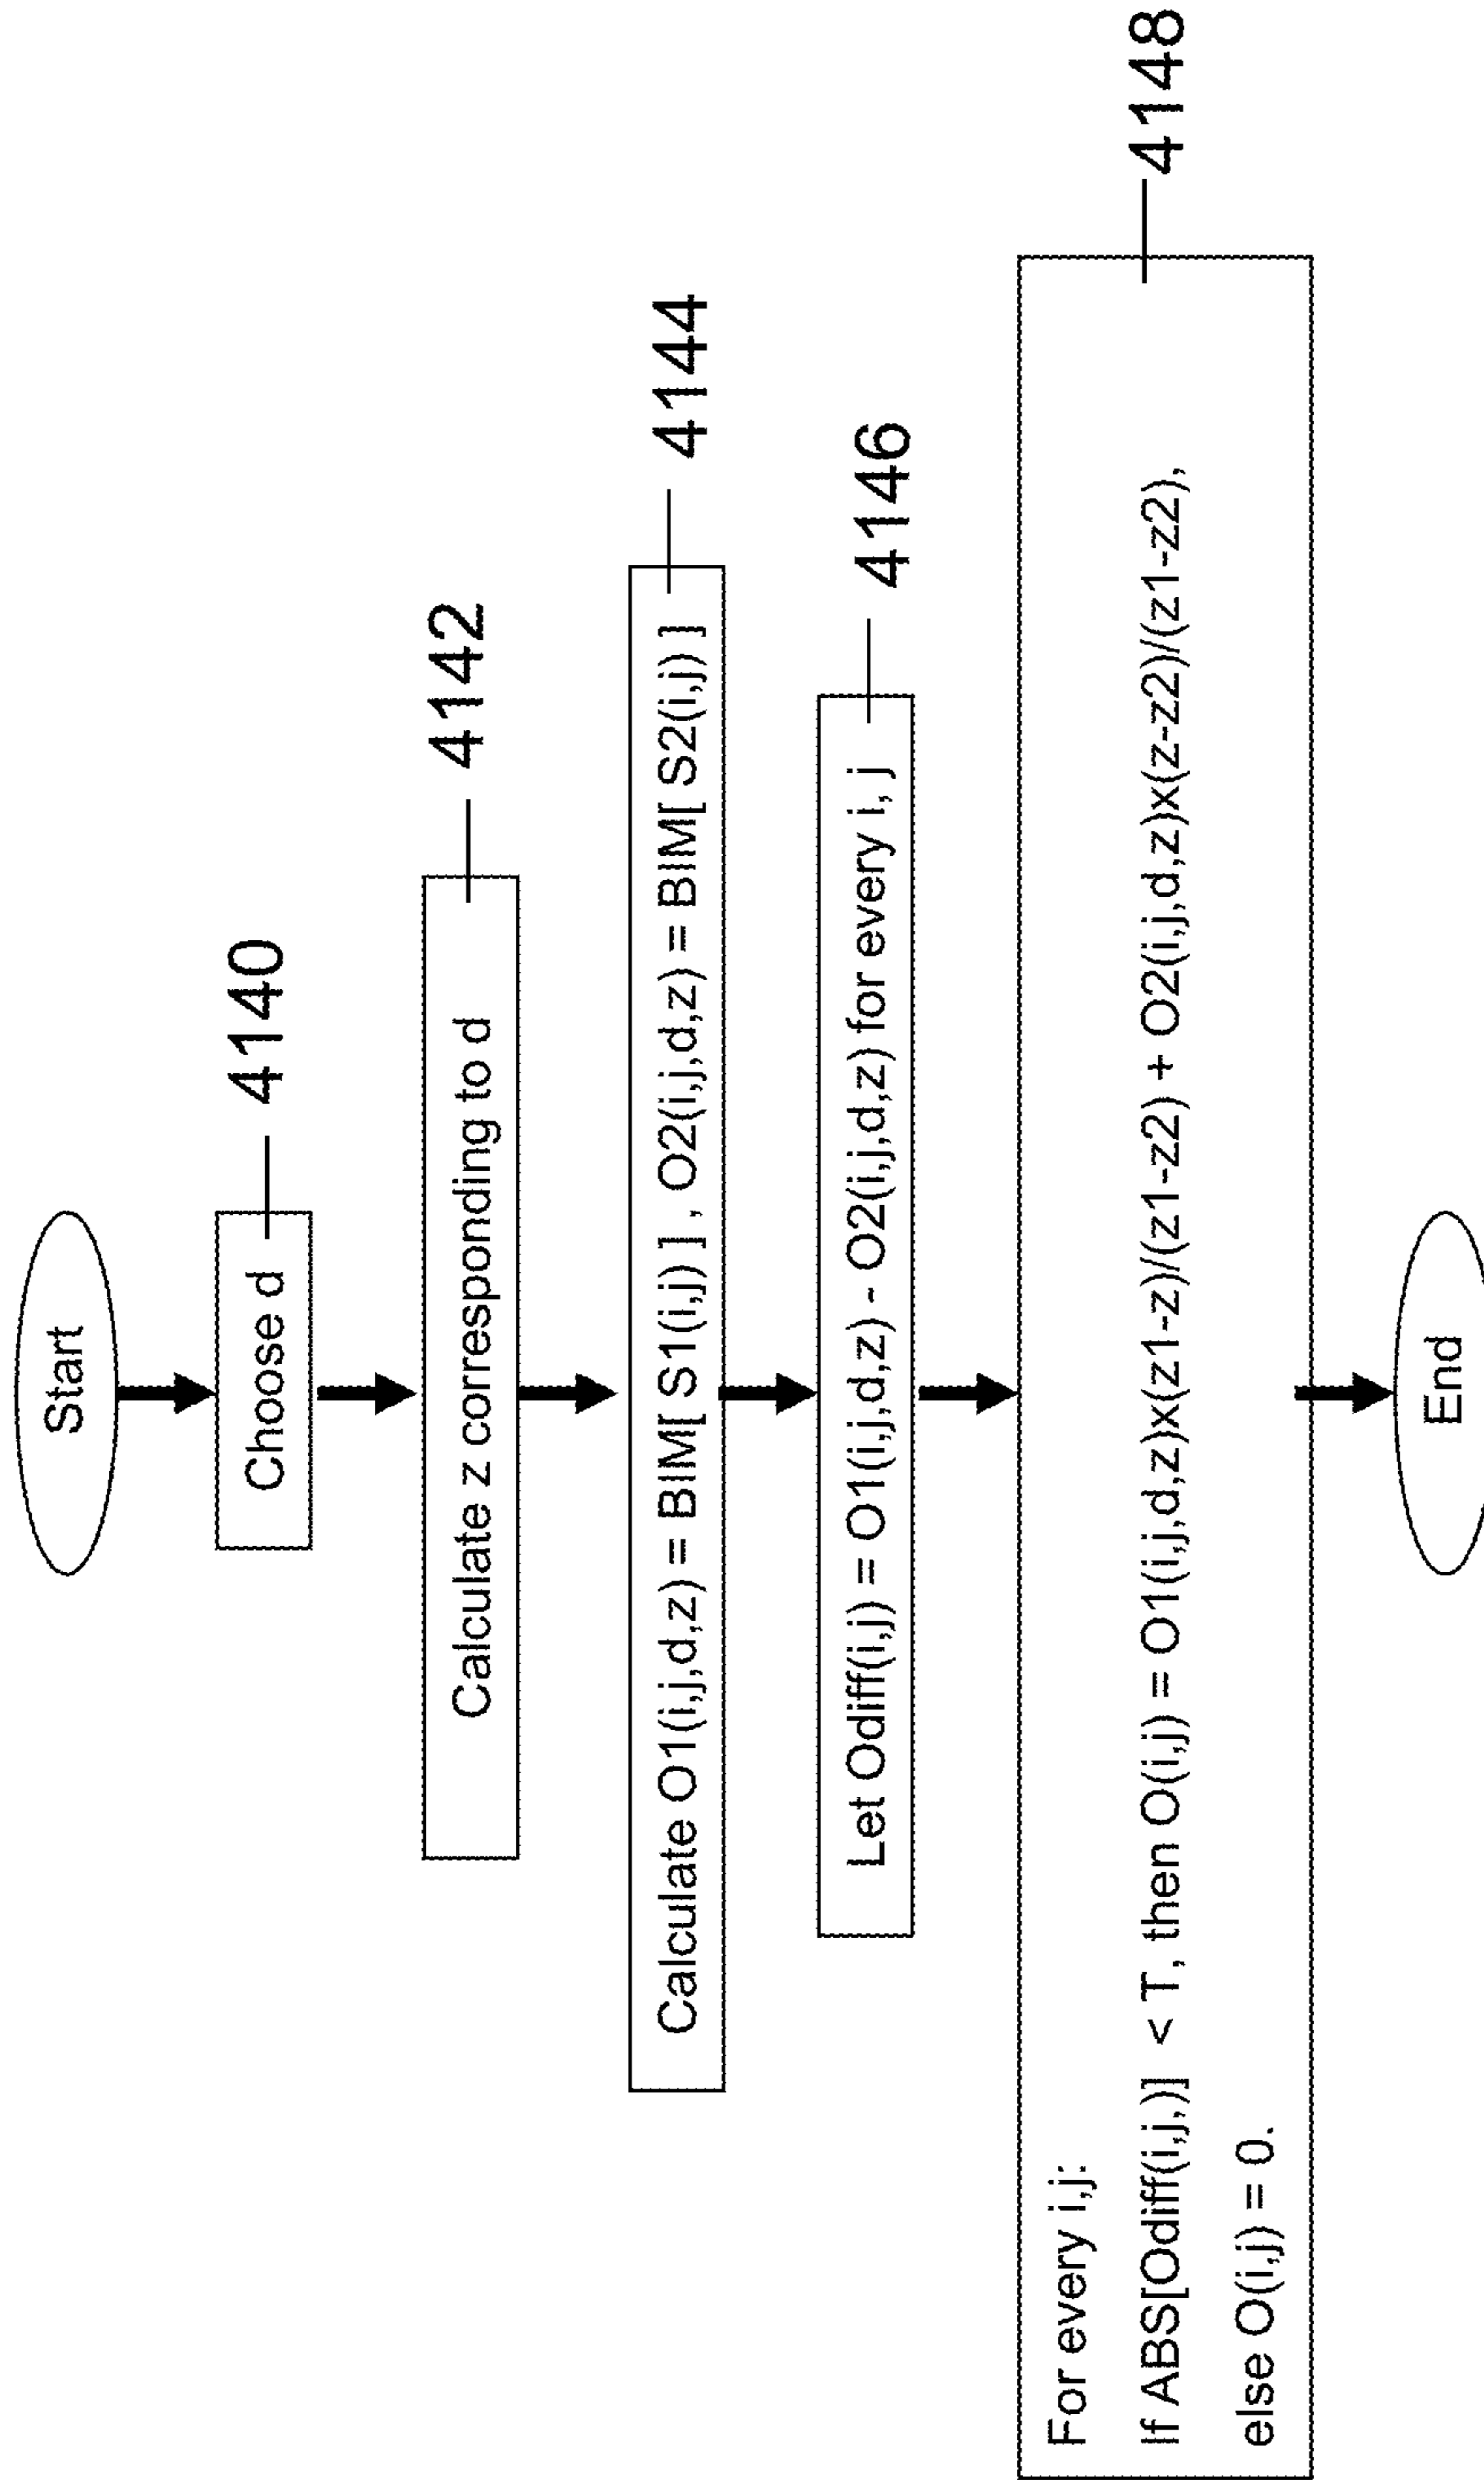 Start
Choose d
4140
Calculate z corresponding to d
4142
Calculate O1(i,j,d,z) = BIM[ S1(i,j) ] , O2(i,j,d,z) = BIM[ S2(i,j) ]
4144
Let Odiff(i,j) = O1(i,j,d,z) - O2(i,j,d,z) for every i, j
4146
For every i,j:
If ABS[Odiff(i,j,)] < T, then O(i,j) = O1(i,j,d,z)x(z1-z)/(z1-z2) + O2(i,j,d,z)x(z-z2)/(z1-z2),
else O(i,j) = 0.
4148
End